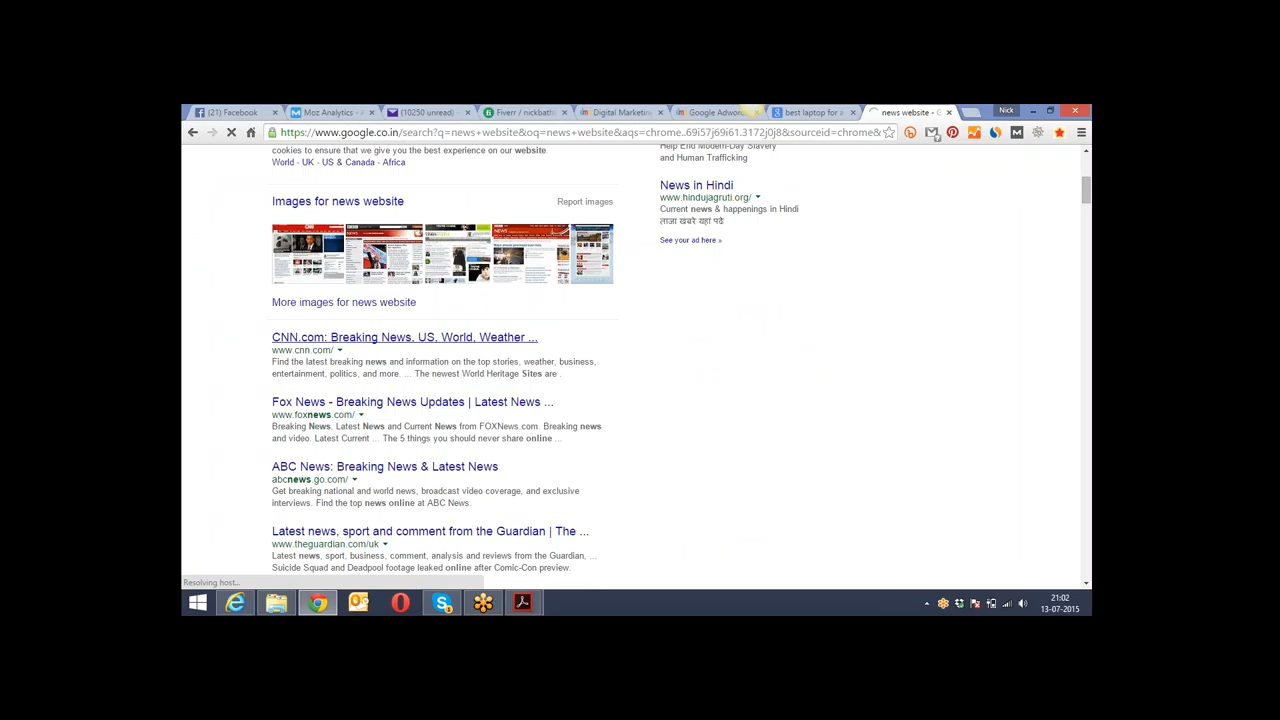 (21) Facebook
Moz Analytics -
(10250 unread)
Fiverr / nickbath
Digital Marketing
Google Adword
best laptop for a
news website - G
Nick
https://www.google.co.in/search?q=news+website&oq=news+website&aqs=chrome..69i57j69i61.3172j0j8&sourceid=chrome&
cookies to ensure that we give you the best experience on our website.
World - UK - US & Canada - Africa
Help End Modern-Day Slavery
and Human Trafficking
News in Hindi
www.hindujagruti.org/
Current news & happenings in Hindi
ताजा खबरे यहां पढे
See your ad here »
Images for news website
Report images
More images for news website
CNN.com: Breaking News, US, World, Weather ...
www.cnn.com/
Find the latest breaking news and information on the top stories, weather, business,
entertainment, politics, and more. ... The newest World Heritage Sites are .
Fox News - Breaking News Updates | Latest News ...
www.foxnews.com/
Breaking News, Latest News and Current News from FOXNews.com. Breaking news
and video. Latest Current ... The 5 things you should never share online ...
ABC News: Breaking News & Latest News
abcnews.go.com/
Get breaking national and world news, broadcast video coverage, and exclusive
interviews. Find the top news online at ABC News.
Latest news, sport and comment from the Guardian | The ...
www.theguardian.com/uk
Latest news, sport, business, comment, analysis and reviews from the Guardian, ...
Suicide Squad and Deadpool footage leaked online after Comic-Con preview.
Resolving host...
21:02
13-07-2015